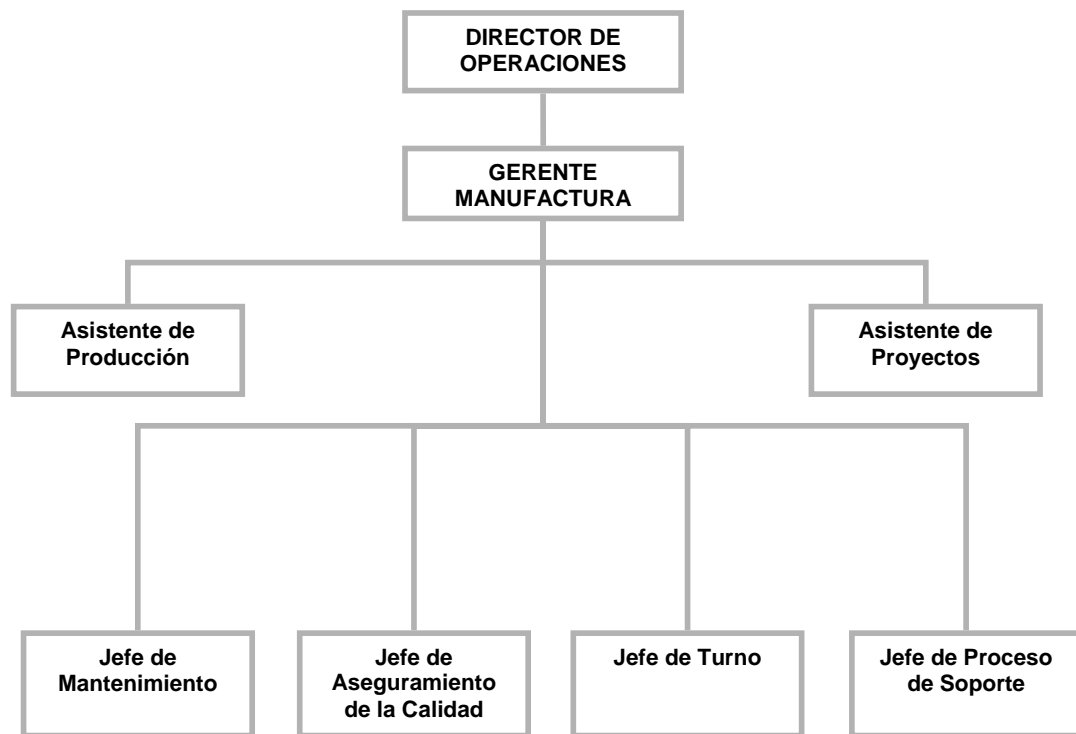 DIRECTOR DE
OPERACIONES
GERENTE
MANUFACTURA
Asistente de
Producción
Asistente de
Proyectos
Jefe de
Mantenimiento
Jefe de
Aseguramiento
de la Calidad
Jefe de Turno
Jefe de Proceso
de Soporte